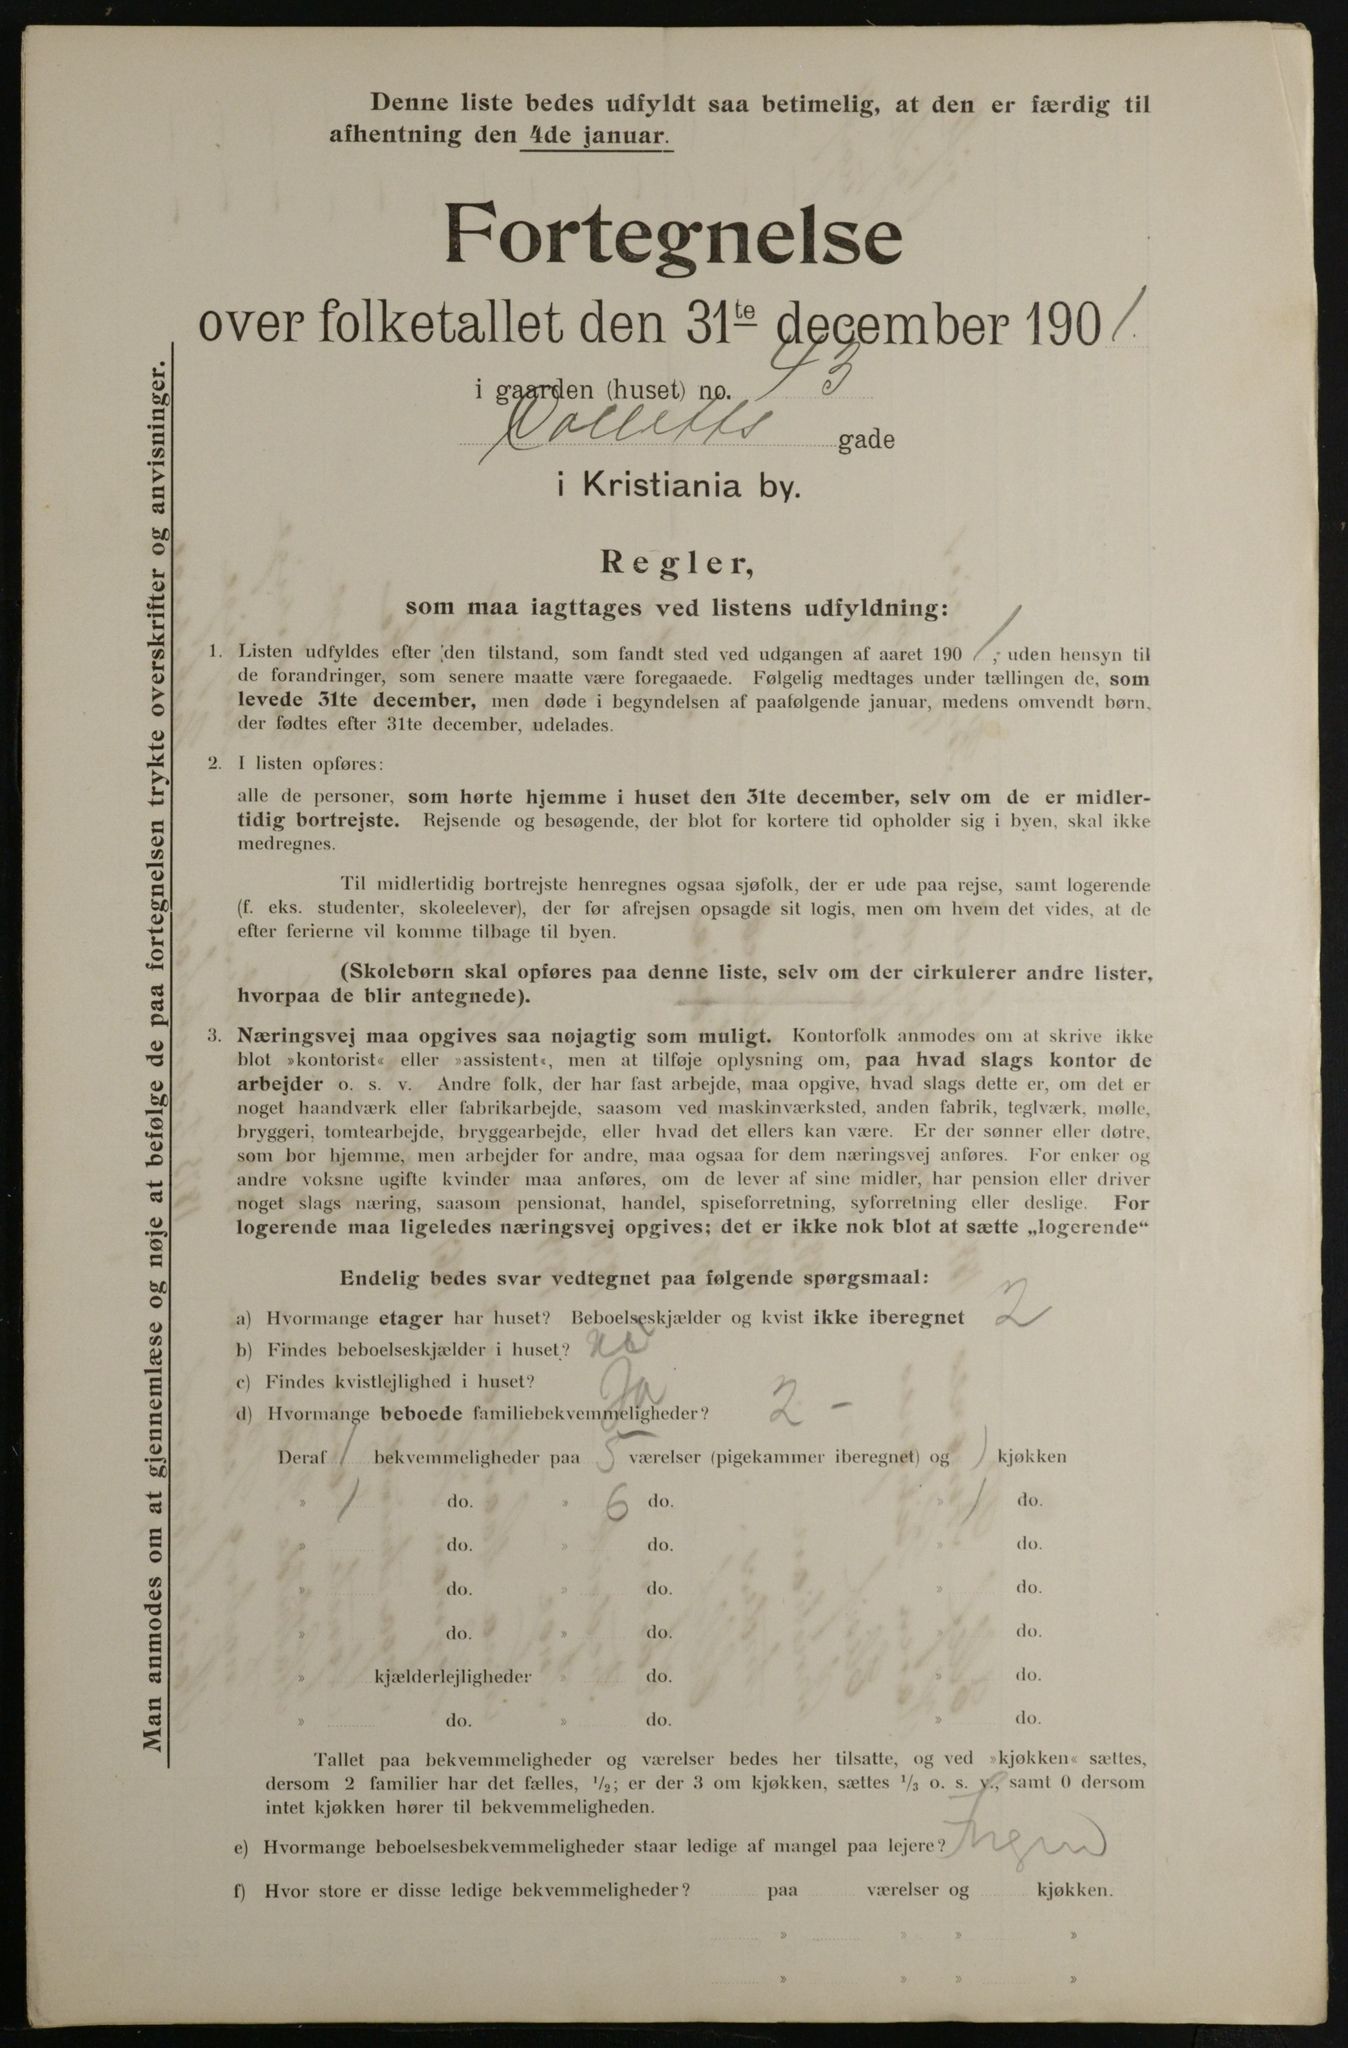 Denne liste bedes udfyldt saa betimelig, at den er færdig til
afhentning den 4de januar.
Fortegnelse
over folketallet den 31te december 1901.
i gaarden (huset) no. 43
Colletts gade
i Kristiania by.
Regler,
som maa iagttages ved listens udfyldning:
1. Listen udfyldes efter den tilstand, som fandt sted ved udgangen af aaret 1901, uden hensyn til
de forandringer, som senere maatte være foregaaede. Følgelig medtages under tællingen de, som
levede 31te december, men døde i begyndelsen af paafølgende januar, medens omvendt børn,
der fødtes efter 31te december, udelades.
2. I listen opføres:
alle de personer, som hørte hjemme i huset den 31te december, selv om de er midler-
tidig bortrejste. Rejsende og besøgende, der blot for kortere tid opholder sig i byen, skal ikke
medregnes.
Til midlertidig bortrejste henregnes ogsaa sjøfolk, der er ude paa rejse, samt logerende
(f. eks. studenter, skoleelever), der før afrejsen opsagde sit logis, men om hvem det vides, at de
efter ferierne vil komme tilbage til byen.
(Skolebørn skal opføres paa denne liste, selv om der cirkulerer andre lister,
hvorpaa de blir antegnede).
3. Næringsvej maa opgives saa nøjagtig som muligt. Kontorfolk anmodes om at skrive ikke
blot »kontorist« eller »assistent«, men at tilføje oplysning om, paa hvad slags kontor de
arbejder o. s. v. Andre folk, der har fast arbejde, maa opgive, hvad slags dette er, om det er
noget haandværk eller fabrikarbejde, saasom ved maskinværksted, anden fabrik, teglværk, mølle,
bryggeri, tomtearbejde, bryggearbejde, eller hvad det ellers kan være. Er der sønner eller døtre,
som bor hjemme, men arbejder for andre, maa ogsaa for dem næringsvej anføres. For enker og
andre voksne ugifte kvinder maa anføres, om de lever af sine midler, har pension eller driver
noget slags næring, saasom pensionat, handel, spiseforretning, syforretning eller deslige. For
logerende maa ligeledes næringsvej opgives; det er ikke nok blot at sætte „logerende“
Endelig bedes svar vedtegnet paa følgende spørgsmaal:
a) Hvormange etager har huset? Beboelseskjælder og kvist ikke iberegnet 2
b) Findes beboelseskjælder i huset? nei
c) Findes kvistlejlighed i huset? Ja
d) Hvormange beboede familiebekvemmeligheder? 2 -
Deraf 1 bekvemmeligheder paa 5 værelser (pigekammer iberegnet) og 1 kjøkken
» 1 do. » 6 do. » 1 do.
» do. » do. » do.
» do. » do. » do.
» do. » do. » do.
» kjælderlejligheder » do. » do.
» do. » do. » do.
Tallet paa bekvemmeligheder og værelser bedes her tilsatte, og ved »kjøkken« sættes,
dersom 2 familier har det fælles, 1/2; er der 3 om kjøkken, sættes 1/3 o. s. v., samt 0 dersom
intet kjøkken hører til bekvemmeligheden.
e) Hvormange beboelsesbekvemmeligheder staar ledige af mangel paa lejere? Ingen
f) Hvor store er disse ledige bekvemmeligheder? paa værelser og kjøkken.
» » » »
» » » »
Man anmodes om at gjennemlæse og nøje at befølge de paa fortegnelsen trykte overskrifter og anvisninger.